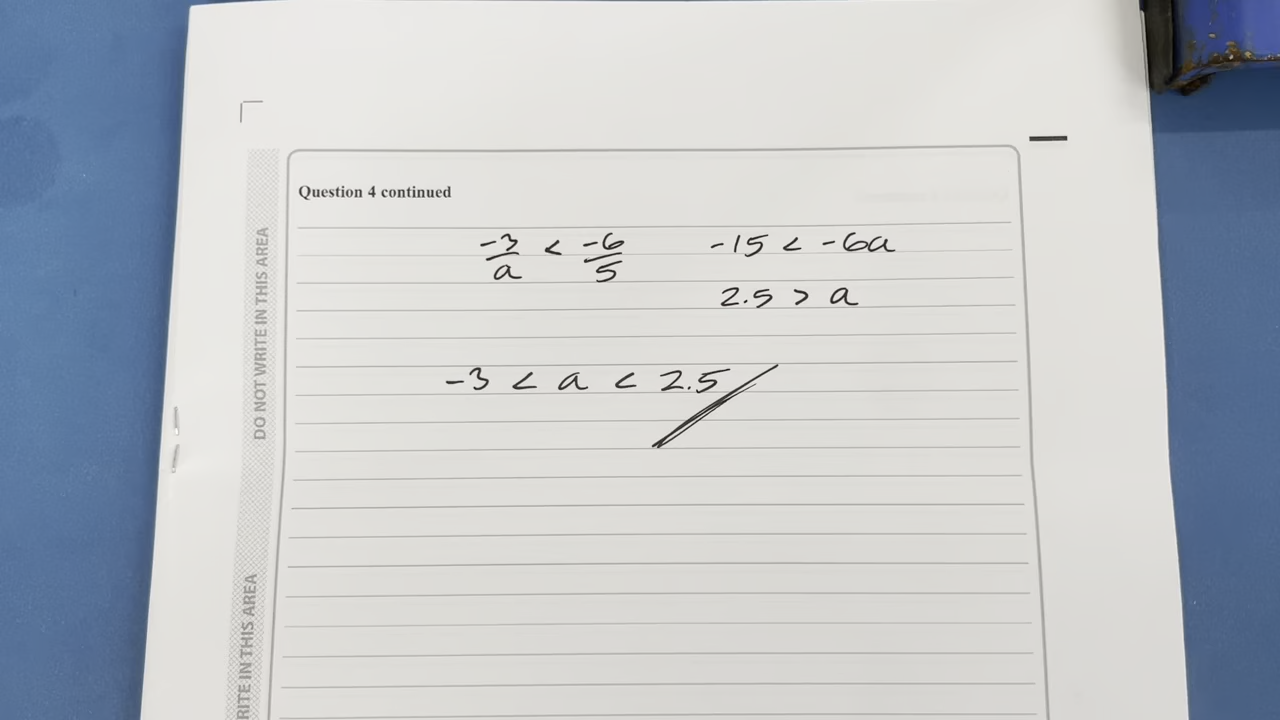 Question 4 continued
-3/a < -6/5 -15 < -6a
2.5 > a
-3 < a < 2.5
DO NOT WRITE IN THIS AREA
RITE IN THIS AREA